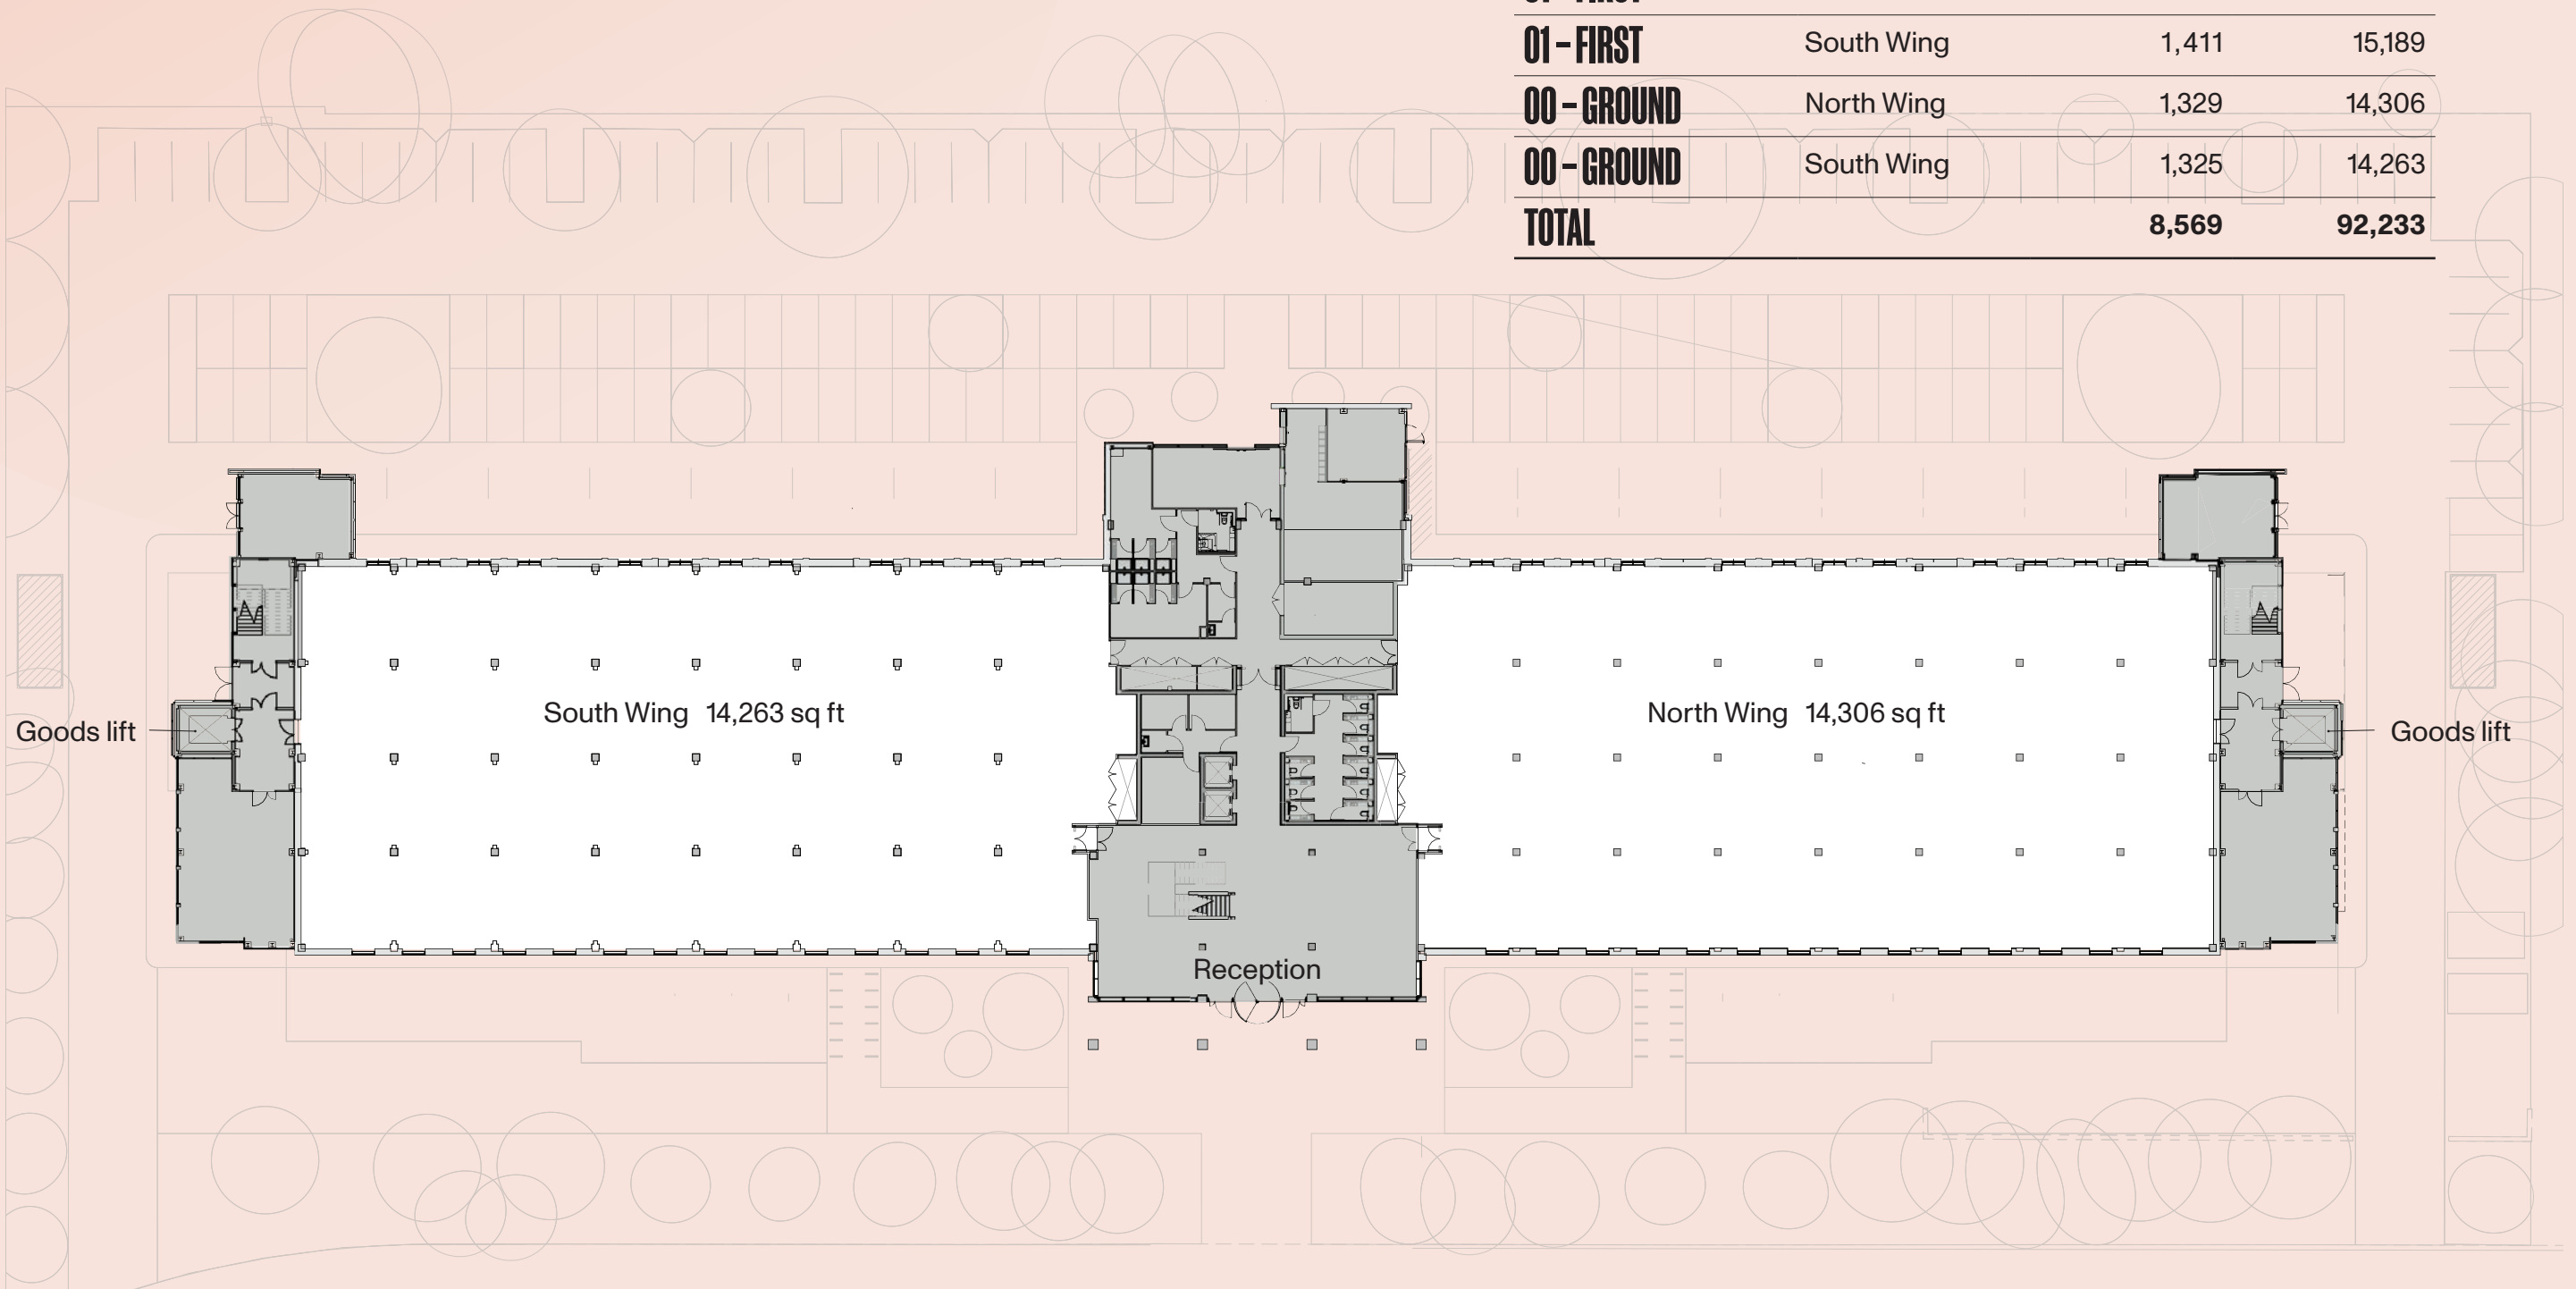 01 – FIRST South Wing 1,411 15,189
00 – GROUND North Wing 1,329 14,306
00 – GROUND South Wing 1,325 14,263
TOTAL 8,569 92,233
South Wing 14,263 sq ft
North Wing 14,306 sq ft
Goods lift
Goods lift
Reception